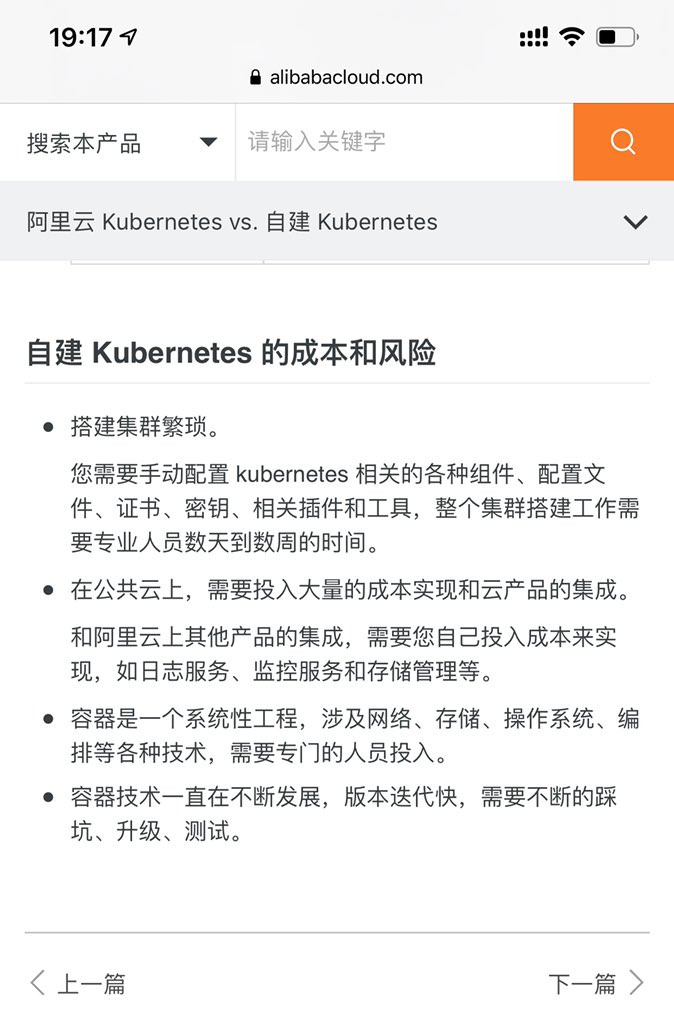 19:17
alibabacloud.com
搜索本产品 请输入关键字
阿里云 Kubernetes vs. 自建 Kubernetes
自建 Kubernetes 的成本和风险
• 搭建集群繁琐。
您需要手动配置 kubernetes 相关的各种组件、配置文
件、证书、密钥、相关插件和工具，整个集群搭建工作需
要专业人员数天到数周的时间。
• 在公共云上，需要投入大量的成本实现和云产品的集成。
和阿里云上其他产品的集成，需要您自己投入成本来实
现，如日志服务、监控服务和存储管理等。
• 容器是一个系统性工程，涉及网络、存储、操作系统、编
排等各种技术，需要专门的人员投入。
• 容器技术一直在不断发展，版本迭代快，需要不断的踩
坑、升级、测试。
上一篇 下一篇